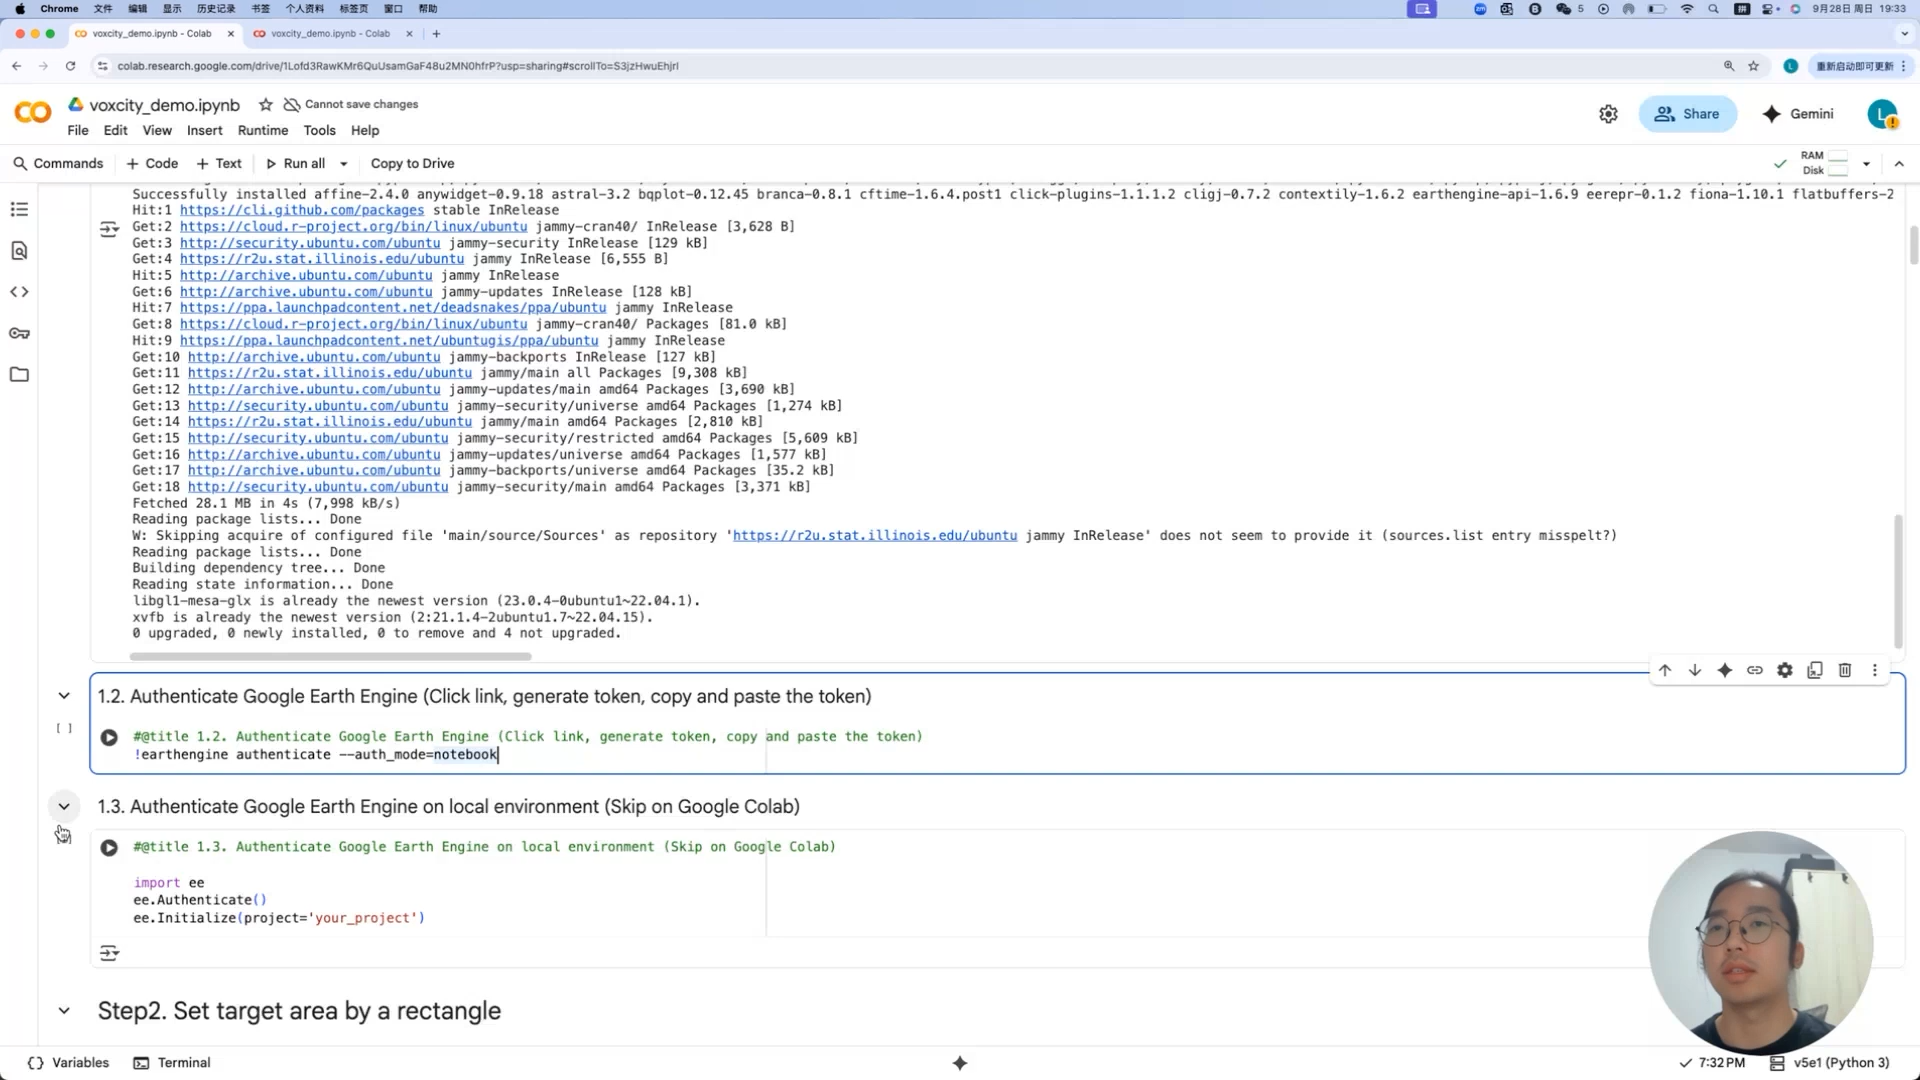 Chrome 文件 编辑 显示 历史记录 书签 个人资料 标签页 窗口 帮助 5 拼 9月28日 周日 19:33
voxcity_demo.ipynb - Colab voxcity_demo.ipynb - Colab
colab.research.google.com/drive/1Lofd3RawKMr6QuUsamGaF48u2MN0hfrP?usp=sharing#scrollTo=S3jzHwuEhjrl L 重新启动即可更新
voxcity_demo.ipynb Cannot save changes
File Edit View Insert Runtime Tools Help
Share Gemini L
Commands + Code + Text Run all Copy to Drive RAM Disk
Successfully installed affine-2.4.0 anywidget-0.9.18 astral-3.2 bqplot-0.12.45 branca-0.8.1 cftime-1.6.4.post1 click-plugins-1.1.1.2 cligj-0.7.2 contextily-1.6.2 earthengine-api-1.6.9 eerepr-0.1.2 fiona-1.10.1 flatbuffers-2
Hit:1 https://cli.github.com/packages stable InRelease
Get:2 https://cloud.r-project.org/bin/linux/ubuntu jammy-cran40/ InRelease [3,628 B]
Get:3 http://security.ubuntu.com/ubuntu jammy-security InRelease [129 kB]
Get:4 https://r2u.stat.illinois.edu/ubuntu jammy InRelease [6,555 B]
Hit:5 http://archive.ubuntu.com/ubuntu jammy InRelease
Get:6 http://archive.ubuntu.com/ubuntu jammy-updates InRelease [128 kB]
Hit:7 https://ppa.launchpadcontent.net/deadsnakes/ppa/ubuntu jammy InRelease
Get:8 https://cloud.r-project.org/bin/linux/ubuntu jammy-cran40/ Packages [81.0 kB]
Hit:9 https://ppa.launchpadcontent.net/ubuntugis/ppa/ubuntu jammy InRelease
Get:10 http://archive.ubuntu.com/ubuntu jammy-backports InRelease [127 kB]
Get:11 https://r2u.stat.illinois.edu/ubuntu jammy/main all Packages [9,308 kB]
Get:12 http://archive.ubuntu.com/ubuntu jammy-updates/main amd64 Packages [3,690 kB]
Get:13 http://security.ubuntu.com/ubuntu jammy-security/universe amd64 Packages [1,274 kB]
Get:14 https://r2u.stat.illinois.edu/ubuntu jammy/main amd64 Packages [2,810 kB]
Get:15 http://security.ubuntu.com/ubuntu jammy-security/restricted amd64 Packages [5,609 kB]
Get:16 http://archive.ubuntu.com/ubuntu jammy-updates/universe amd64 Packages [1,577 kB]
Get:17 http://archive.ubuntu.com/ubuntu jammy-backports/universe amd64 Packages [35.2 kB]
Get:18 http://security.ubuntu.com/ubuntu jammy-security/main amd64 Packages [3,371 kB]
Fetched 28.1 MB in 4s (7,998 kB/s)
Reading package lists... Done
W: Skipping acquire of configured file 'main/source/Sources' as repository 'https://r2u.stat.illinois.edu/ubuntu jammy InRelease' does not seem to provide it (sources.list entry misspelt?)
Reading package lists... Done
Building dependency tree... Done
Reading state information... Done
libgl1-mesa-glx is already the newest version (23.0.4-0ubuntu1~22.04.1).
xvfb is already the newest version (2:21.1.4-2ubuntu1.7~22.04.15).
0 upgraded, 0 newly installed, 0 to remove and 4 not upgraded.
1.2. Authenticate Google Earth Engine (Click link, generate token, copy and paste the token)
[ ]
#@title 1.2. Authenticate Google Earth Engine (Click link, generate token, copy and paste the token)
!earthengine authenticate --auth_mode=notebook
1.3. Authenticate Google Earth Engine on local environment (Skip on Google Colab)
#@title 1.3. Authenticate Google Earth Engine on local environment (Skip on Google Colab)
import ee
ee.Authenticate()
ee.Initialize(project='your_project')
Step2. Set target area by a rectangle
Variables Terminal 7:32 PM v5e1 (Python 3)